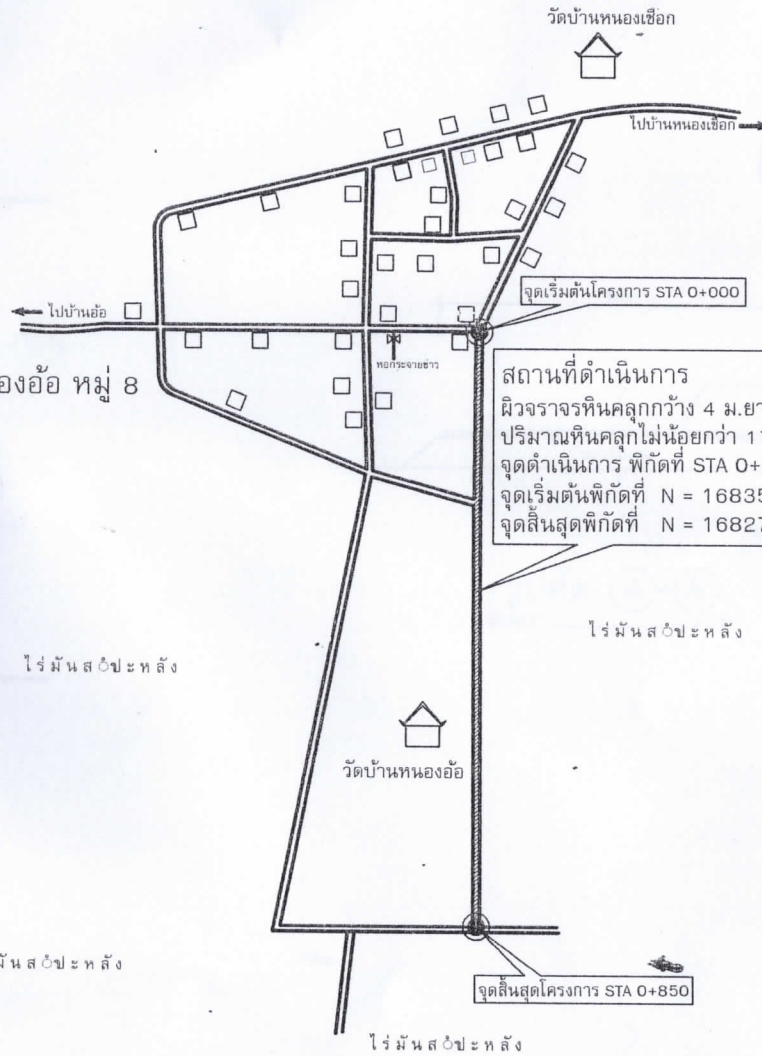 วัดบ้านหนองเชือก
ไปบ้านหนองเชือก
จุดเริ่มต้นโครงการ STA 0+000
ไปบ้านอ้อ
หอกระจายข่าว
องอ้อ หมู่ 8
สถานที่ดำเนินการ
ผิวจราจรหินคลุกกว้าง 4 ม.ยา
ปริมาณหินคลุกไม่น้อยกว่า 1
จุดดำเนินการ พิกัดที่ STA 0+
จุดเริ่มต้นพิกัดที่ N = 16835
จุดสิ้นสุดพิกัดที่ N = 16827
ไร่มันสำปะหลัง
ไร่มันสำปะหลัง
วัดบ้านหนองอ้อ
มันสำปะหลัง
จุดสิ้นสุดโครงการ STA 0+850
ไร่มันสำปะหลัง